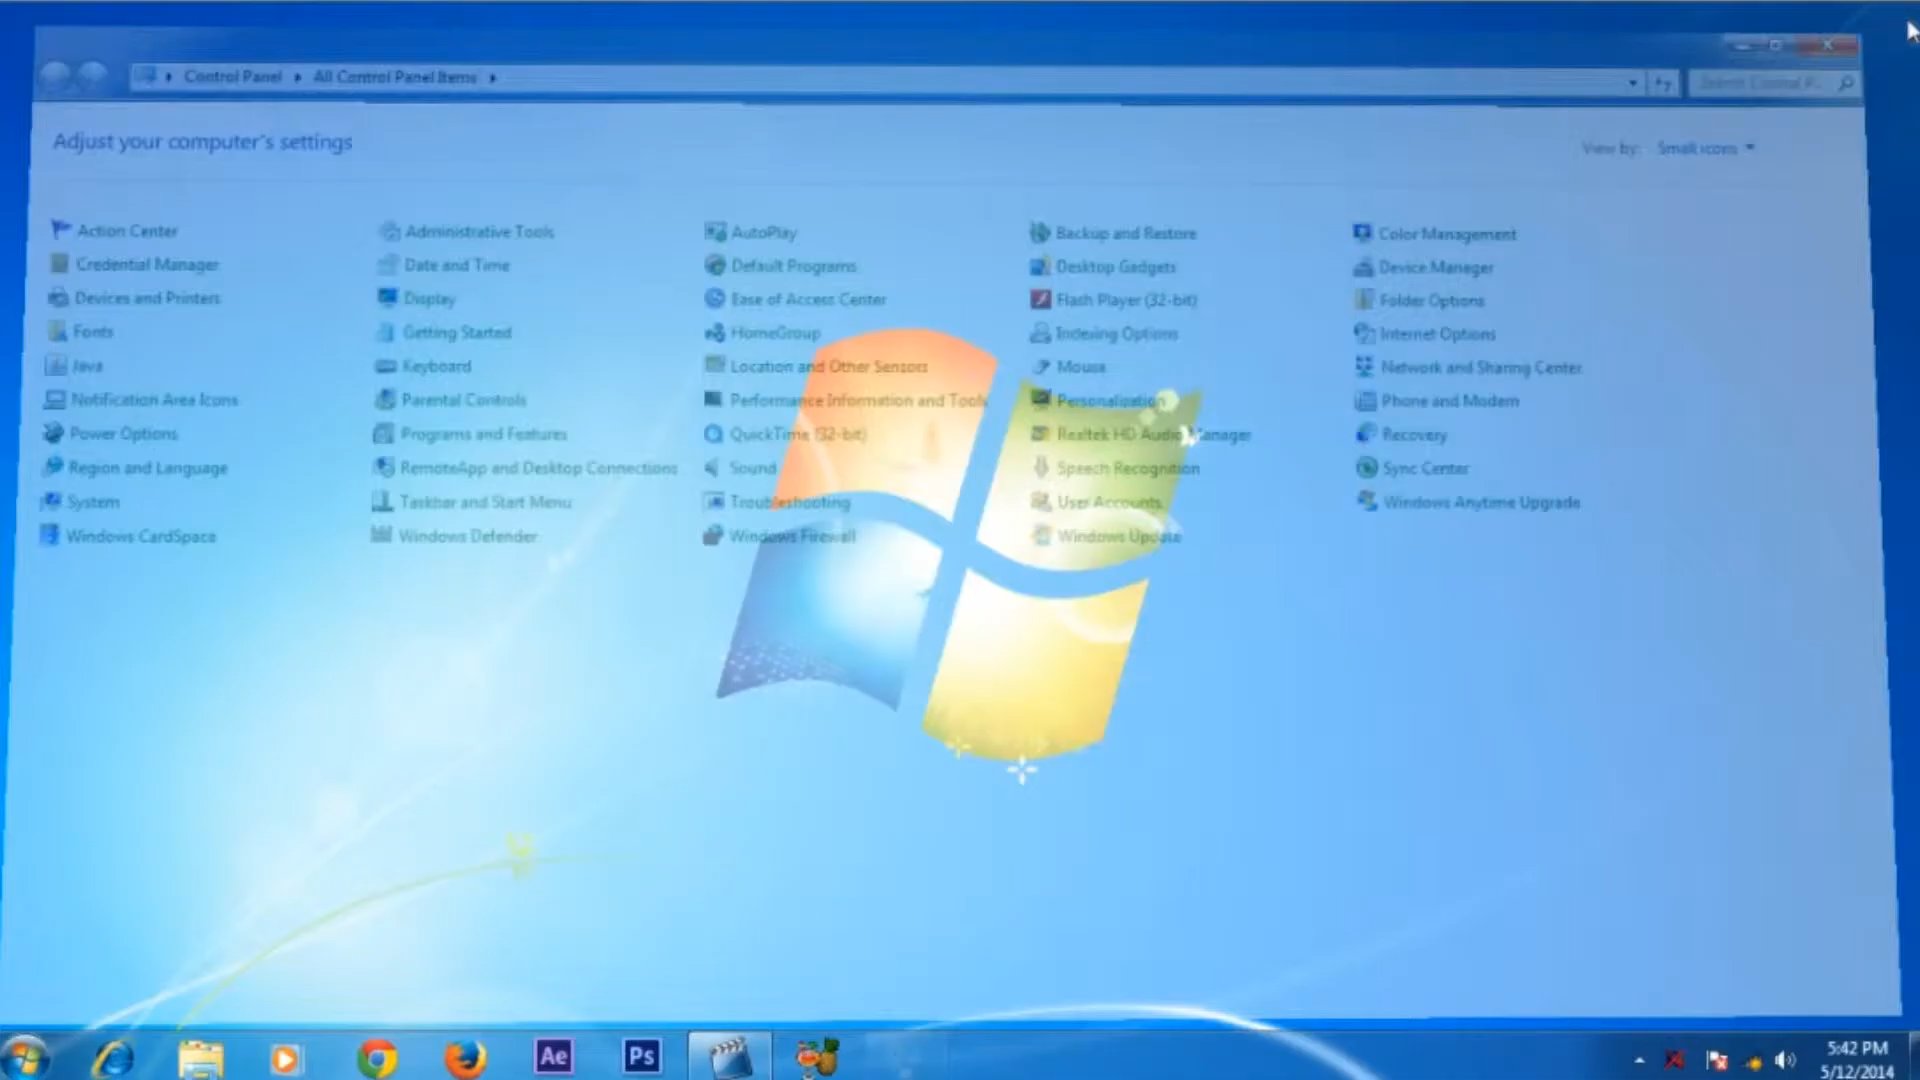 Control Panel All Control Panel Items
Search Control P...
Adjust your computer's settings
View by: Small icons
Action Center Administrative Tools AutoPlay Backup and Restore Color Management
Credential Manager Date and Time Default Programs Desktop Gadgets Device Manager
Devices and Printers Display Ease of Access Center Flash Player (32-bit) Folder Options
Fonts Getting Started HomeGroup Indexing Options Internet Options
Java Keyboard Location and Other Sensors Mouse Network and Sharing Center
Notification Area Icons Parental Controls Performance Information and Tools Personalization Phone and Modem
Power Options Programs and Features QuickTime (32-bit) Realtek HD Audio Manager Recovery
Region and Language RemoteApp and Desktop Connections Sound Speech Recognition Sync Center
System Taskbar and Start Menu Troubleshooting User Accounts Windows Anytime Upgrade
Windows CardSpace Windows Defender Windows Firewall Windows Update
Ae Ps
5:42 PM
5/12/2014